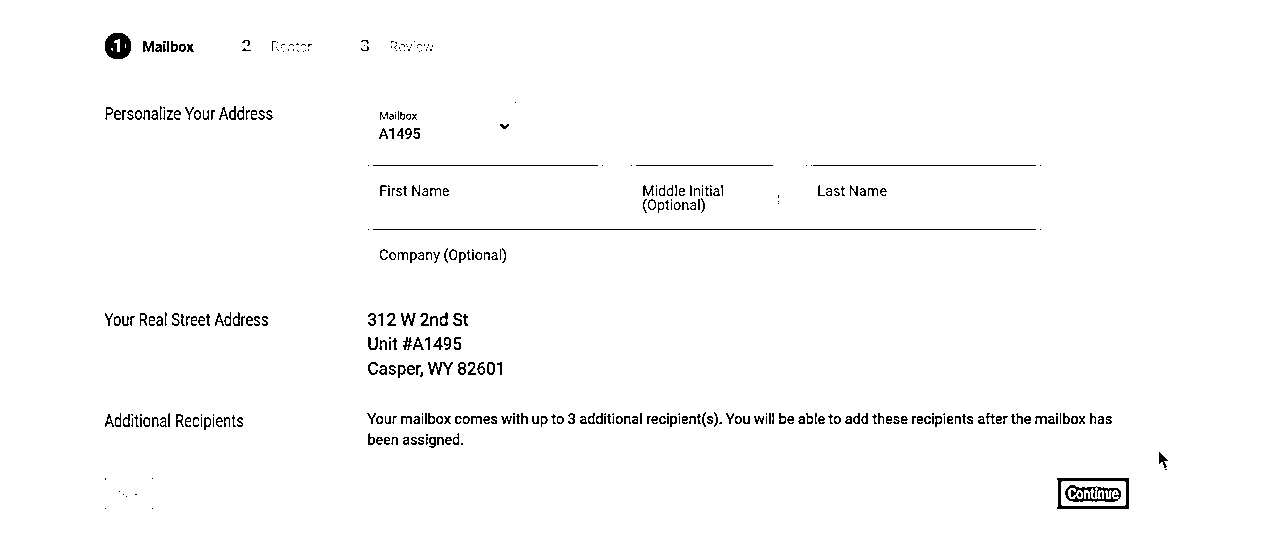 1 Mailbox 2 Renter 3 Review
Personalize Your Address
Mailbox
A1495
First Name
Middle Initial
(Optional)
Last Name
Company (Optional)
Your Real Street Address
312 W 2nd St
Unit #A1495
Casper, WY 82601
Additional Recipients
Your mailbox comes with up to 3 additional recipient(s). You will be able to add these recipients after the mailbox has
been assigned.
Continue